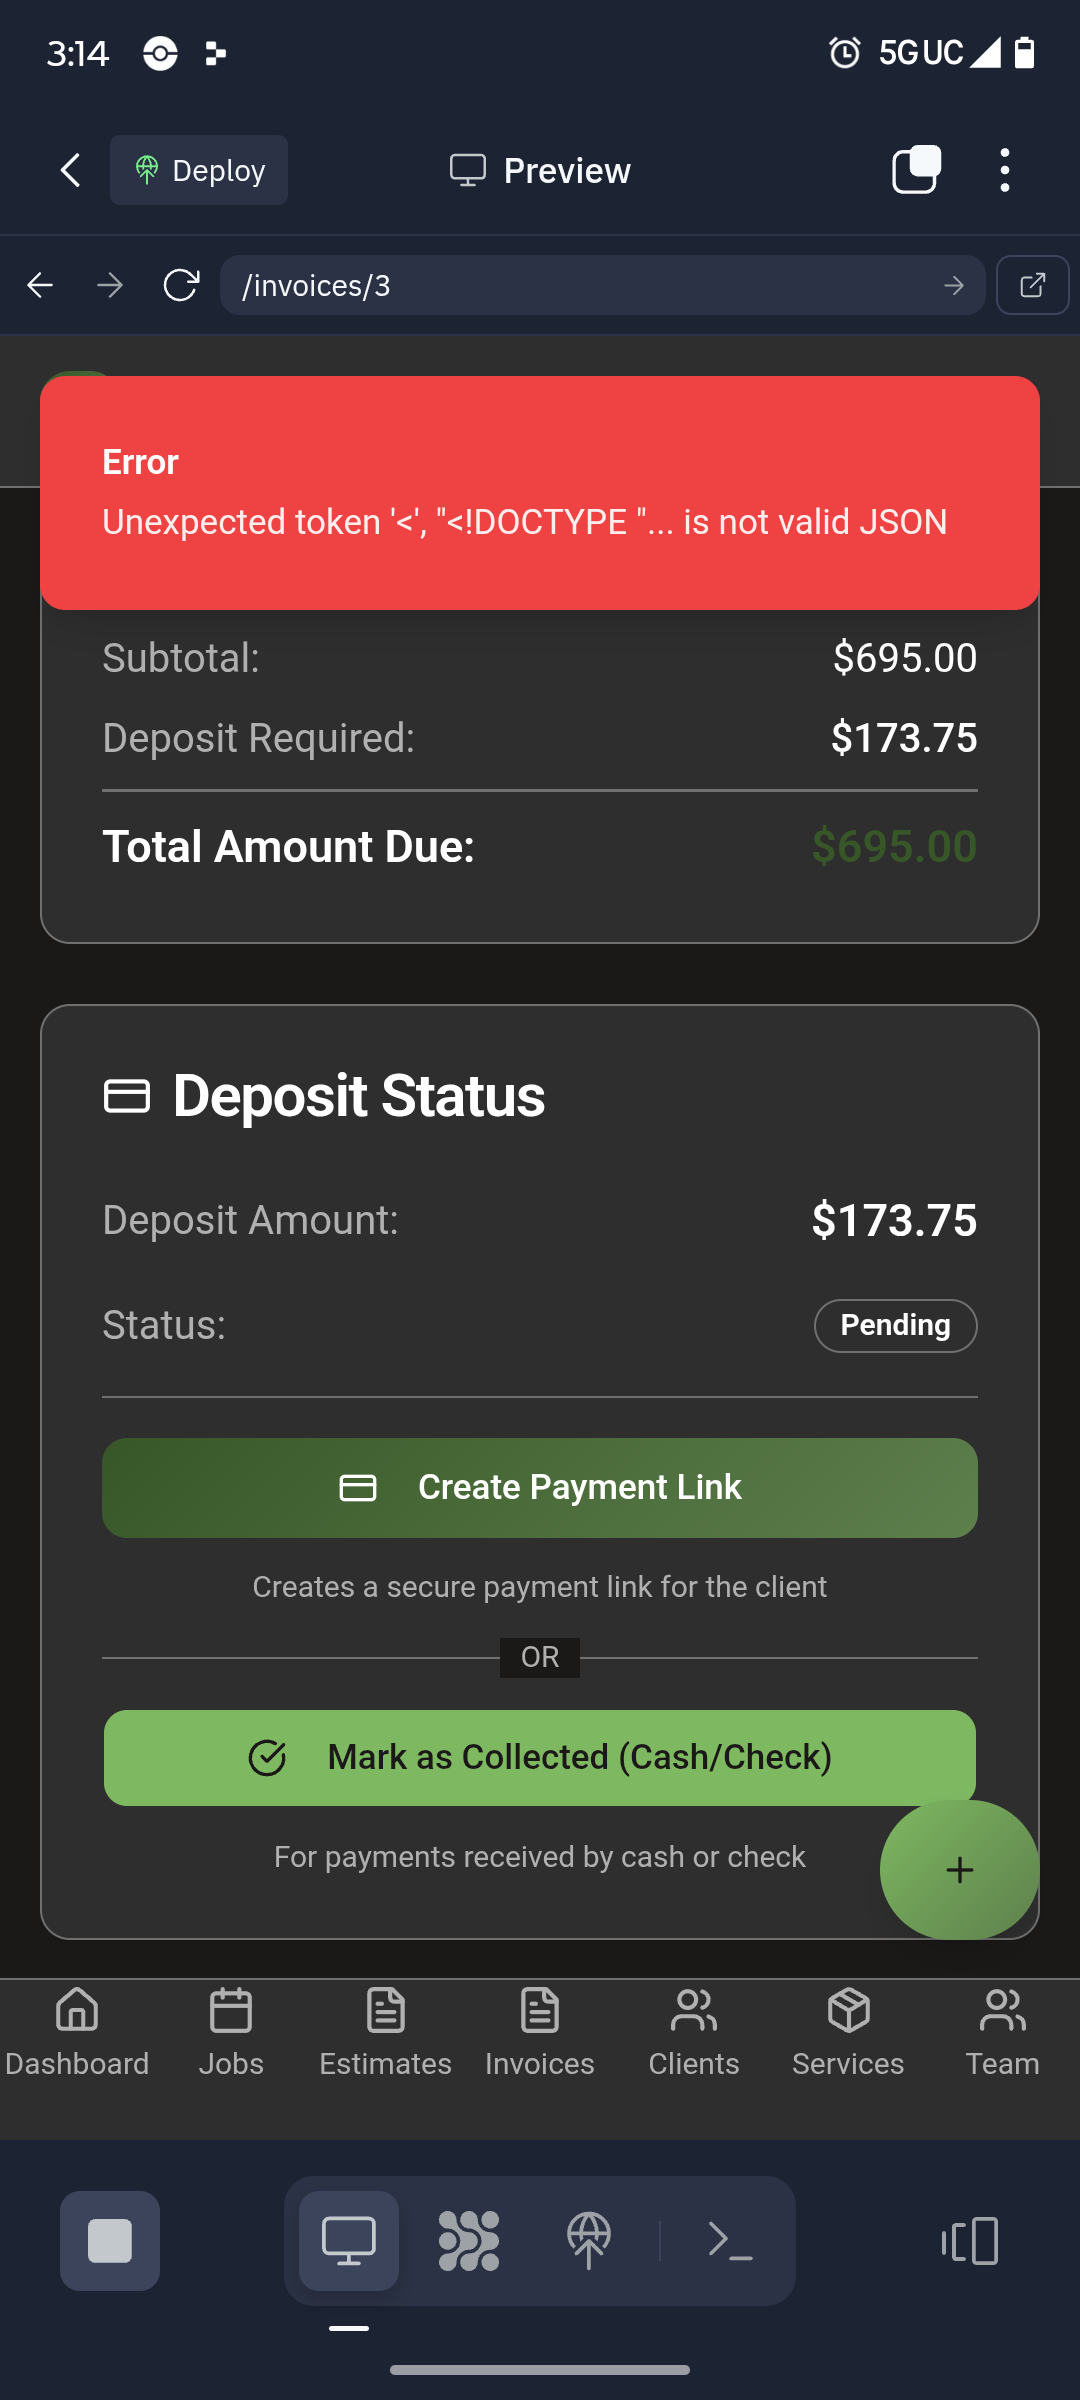 3:14
5G UC
Deploy
Preview
/invoices/3
Error
Unexpected token '<', "<!DOCTYPE "... is not valid JSON
Subtotal:
$695.00
Deposit Required:
$173.75
Total Amount Due:
$695.00
Deposit Status
Deposit Amount:
$173.75
Status:
Pending
Create Payment Link
Creates a secure payment link for the client
OR
Mark as Collected (Cash/Check)
For payments received by cash or check
+
Dashboard
Jobs
Estimates
Invoices
Clients
Services
Team